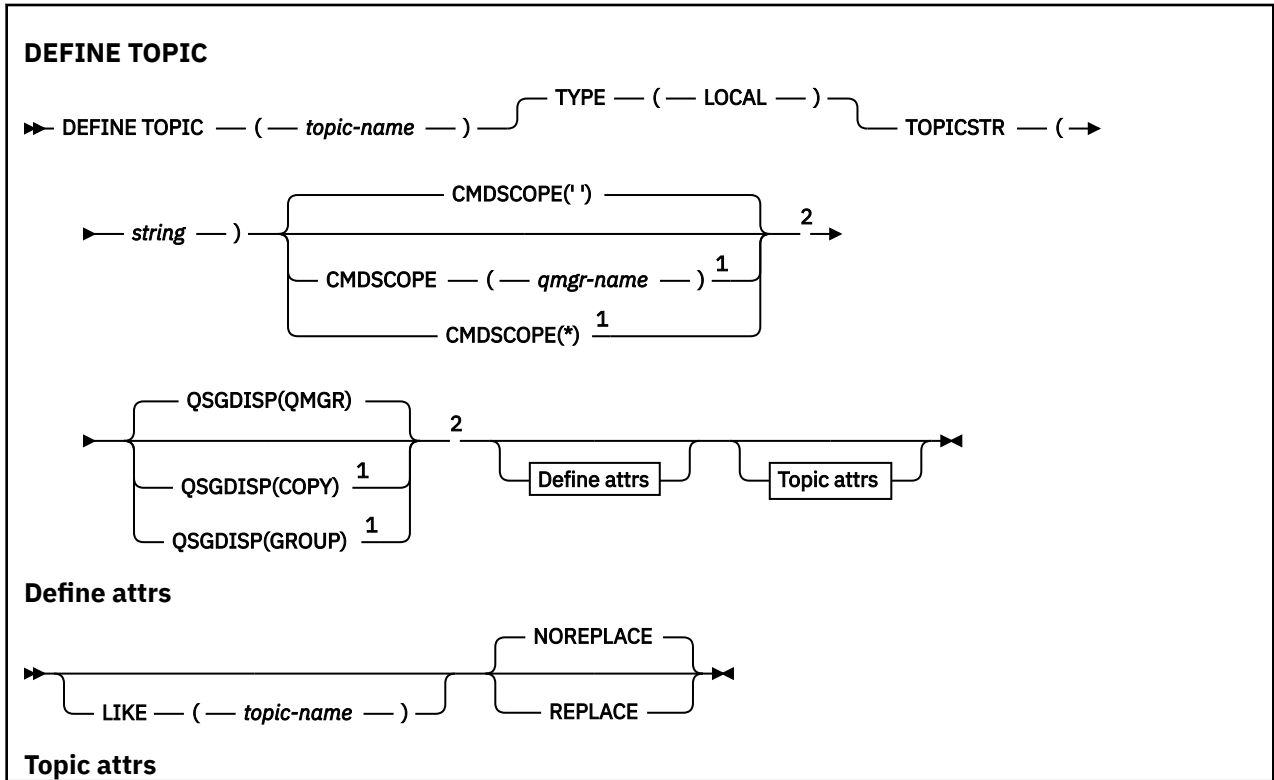 DEFINE TOPIC
TYPE ( LOCAL )
DEFINE TOPIC ( topic-name ) TOPICSTR (
CMDSCOPE(' ')
string ) 2
CMDSCOPE ( qmgr-name ) 1
CMDSCOPE(*) 1
QSGDISP(QMGR)
2
QSGDISP(COPY) 1 Define attrs Topic attrs
QSGDISP(GROUP) 1
Define attrs
NOREPLACE
LIKE ( topic-name ) REPLACE
Topic attrs